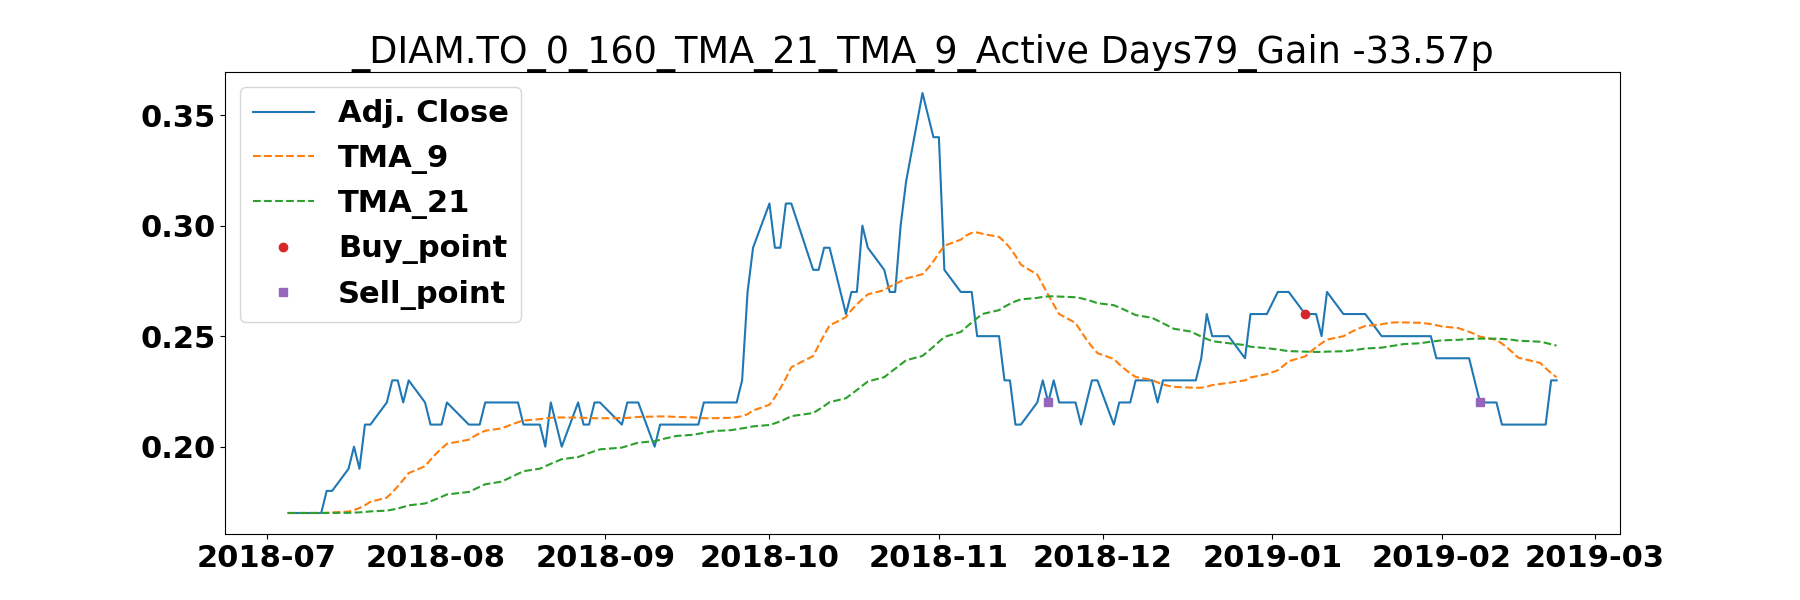 _DIAM.TO_0_160_TMA_21_TMA_9_Active Days79_Gain -33.57p
0.35
0.30
0.25
0.20
Adj. Close
TMA_9
TMA_21
Buy_point
Sell_point
2018-07 2018-08 2018-09 2018-10 2018-11 2018-12 2019-01 2019-02 2019-03